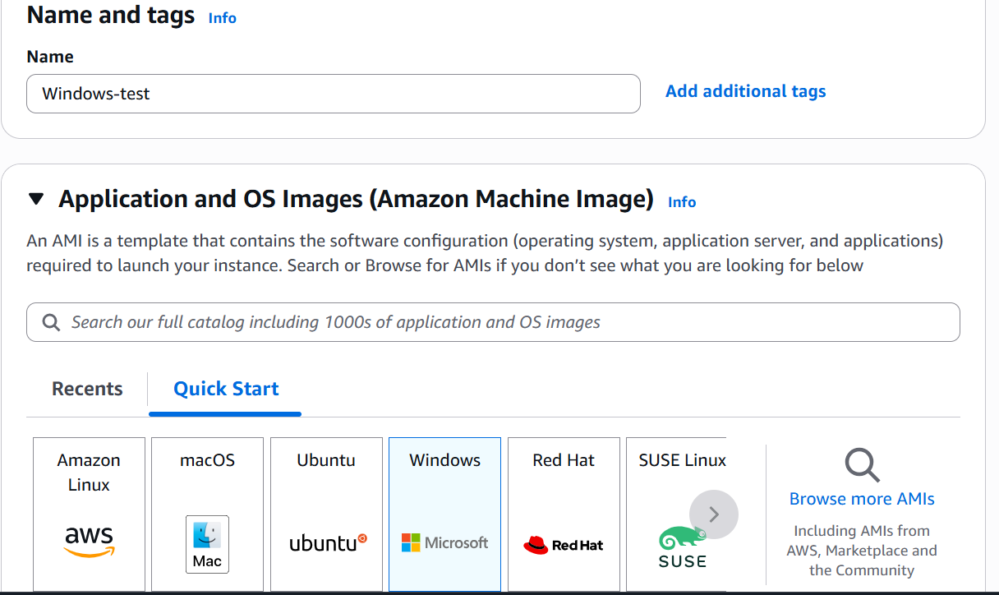 Name and tags Info
Name
Windows-test
Add additional tags
Application and OS Images (Amazon Machine Image) Info
An AMI is a template that contains the software configuration (operating system, application server, and applications)
required to launch your instance. Search or Browse for AMIs if you don’t see what you are looking for below
Search our full catalog including 1000s of application and OS images
Recents
Quick Start
Amazon
Linux
aws
macOS
Mac
Ubuntu
ubuntu
Windows
Microsoft
Red Hat
Red Hat
SUSE Linux
SUSE
Browse more AMIs
Including AMIs from
AWS, Marketplace and
the Community